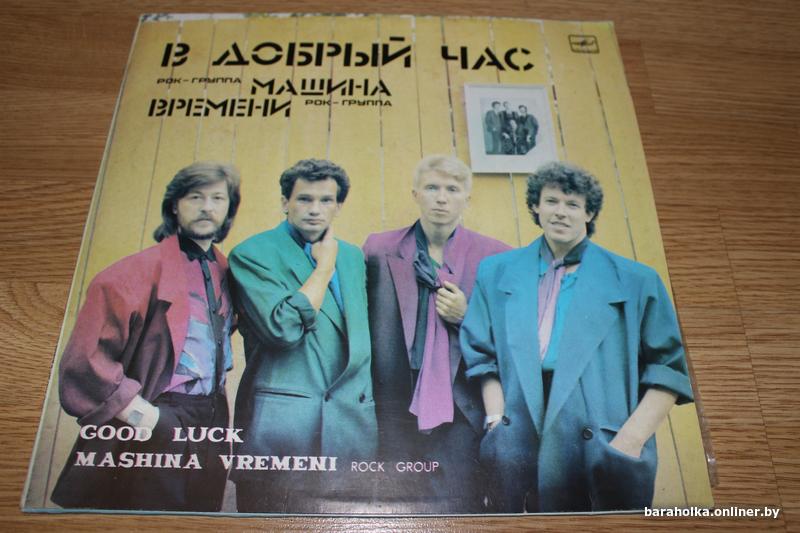 В ДОБРЫЙ ЧАС
РОК-ГРУППА МАШИНА
ВРЕМЕНИ РОК-ГРУППА
GOOD LUCK
MASHINA VREMENI ROCK GROUP
baraholka.onliner.by